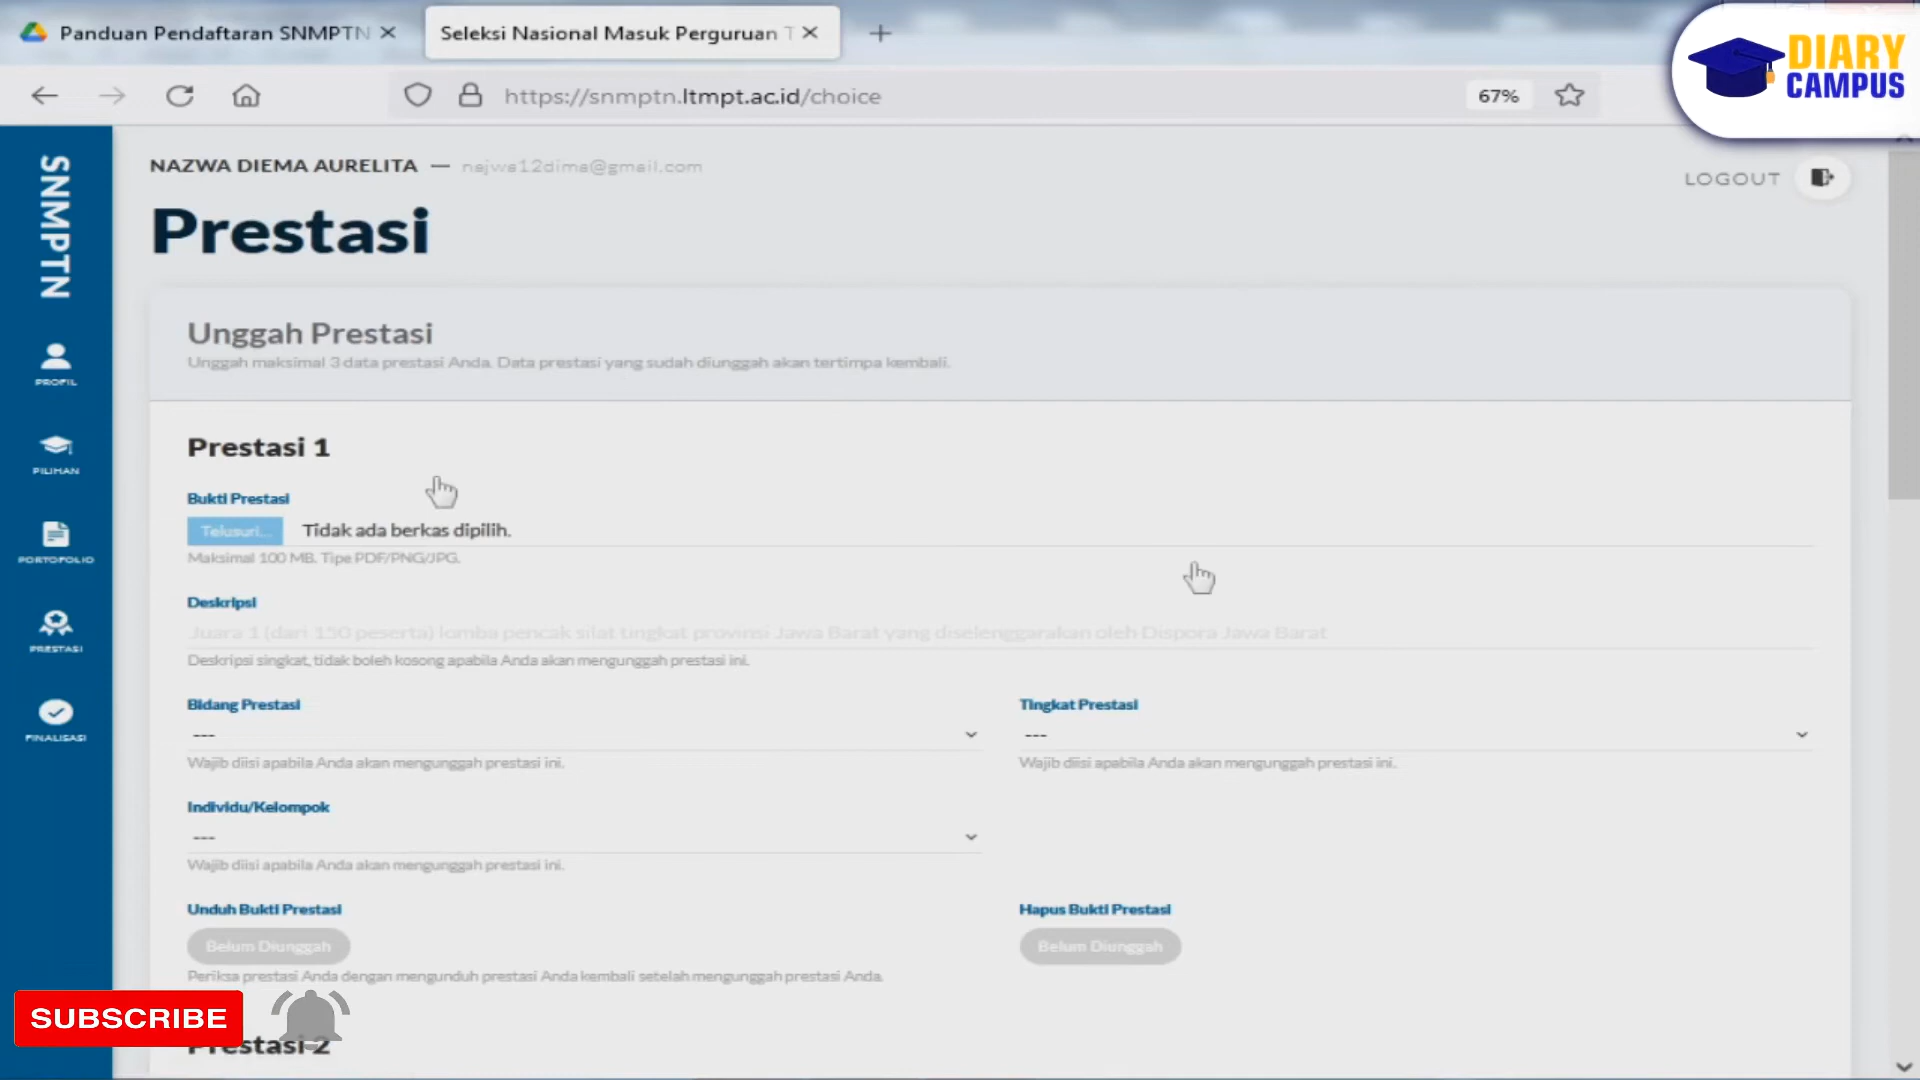 Panduan Pendaftaran SNMPTN
Seleksi Nasional Masuk Perguruan T
DIARY
CAMPUS
https://snmptn.ltmpt.ac.id/choice
67%
SNMPTN
NAZWA DIEMA AURELITA — najwa12dima@gmail.com
LOGOUT
Prestasi
Unggah Prestasi
Unggah maksimal 3 data prestasi Anda. Data prestasi yang sudah diunggah akan tertimpa kembali.
PROFIL
PILIHAN
PORTOFOLIO
PRESTASI
FINALISASI
Prestasi 1
Bukti Prestasi
Telusuri... Tidak ada berkas dipilih.
Maksimal 100 MB. Tipe PDF/PNG/JPG.
Deskripsi
Juara 1 (dari 150 peserta) lomba pencak silat tingkat provinsi Jawa Barat yang diselenggarakan oleh Dispora Jawa Barat
Deskripsi singkat, tidak boleh kosong apabila Anda akan mengunggah prestasi ini.
Bidang Prestasi
---
Wajib diisi apabila Anda akan mengunggah prestasi ini.
Tingkat Prestasi
---
Wajib diisi apabila Anda akan mengunggah prestasi ini.
Individu/Kelompok
---
Wajib diisi apabila Anda akan mengunggah prestasi ini.
Unduh Bukti Prestasi
Belum Diunggah
Hapus Bukti Prestasi
Belum Diunggah
Periksa prestasi Anda dengan mengunduh prestasi Anda kembali setelah mengunggah prestasi Anda.
SUBSCRIBE
Prestasi 2